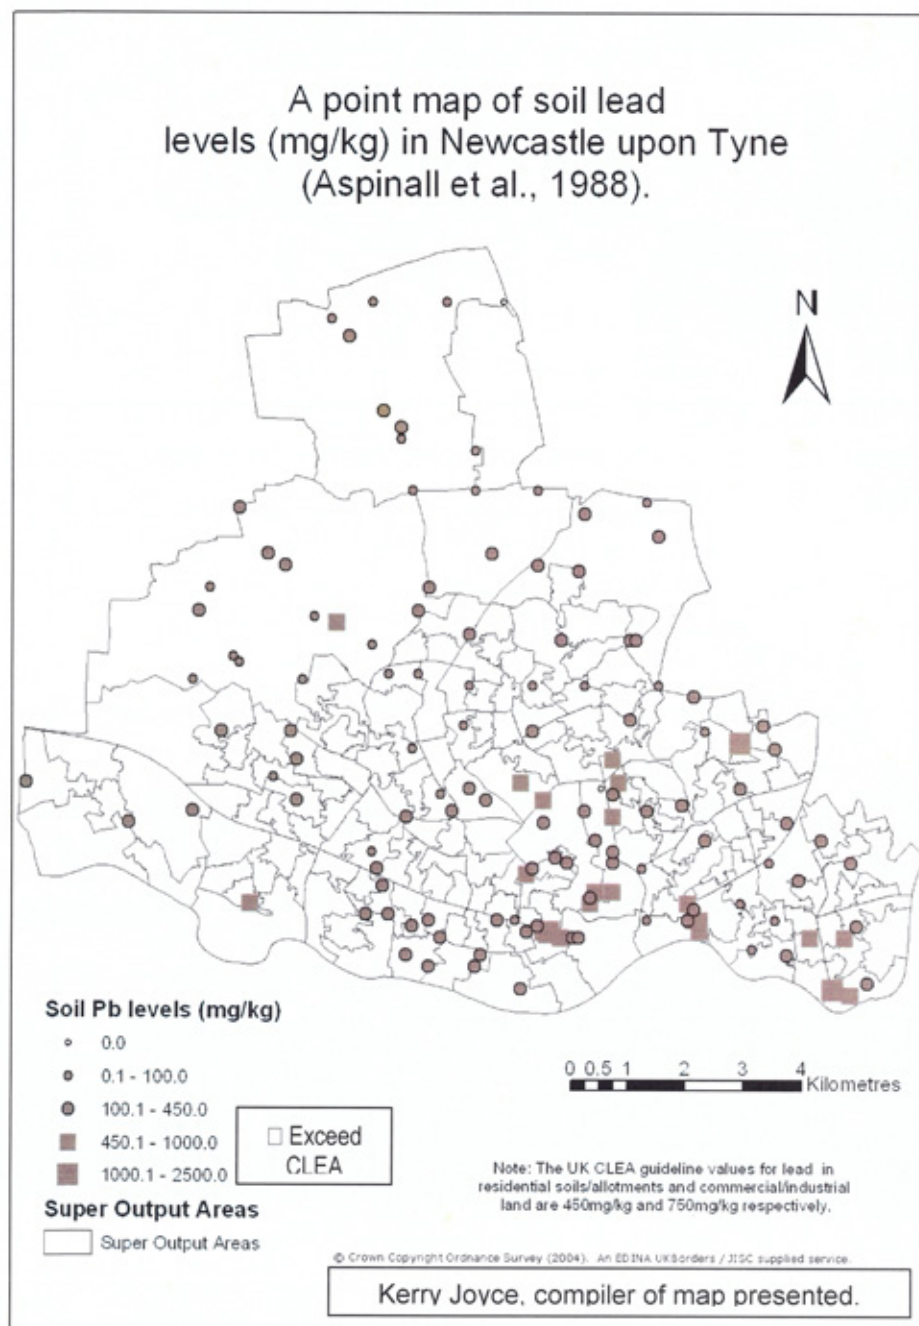 A point map of soil lead
levels (mg/kg) in Newcastle upon Tyne
(Aspinall et al., 1988).
N
Soil Pb levels (mg/kg)
0.0
0.1 - 100.0
100.1 - 450.0
450.1 - 1000.0
1000.1 - 2500.0
Exceed
CLEA
Super Output Areas
Super Output Areas
0 0.5 1 2 3 4
Kilometres
Note: The UK CLEA guideline values for lead in
residential soils/allotments and commercial/industrial
land are 450mg/kg and 750mg/kg respectively.
© Crown Copyright Ordnance Survey (2004). An EDINA UKBorders / JISC supplied service.
Kerry Joyce, compiler of map presented.